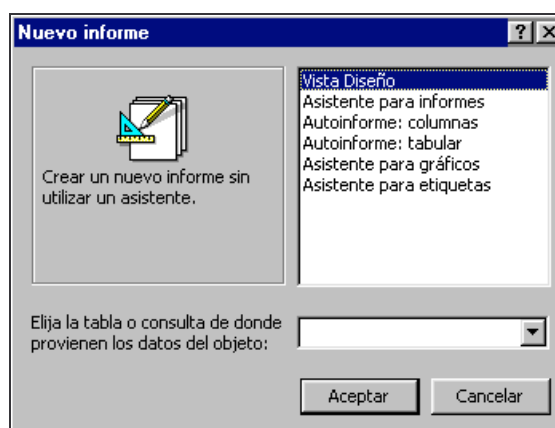 Nuevo informe
Vista Diseño
Asistente para informes
Autoinforme: columnas
Autoinforme: tabular
Asistente para gráficos
Asistente para etiquetas
Crear un nuevo informe sin
utilizar un asistente.
Elija la tabla o consulta de donde
provienen los datos del objeto:
Aceptar
Cancelar